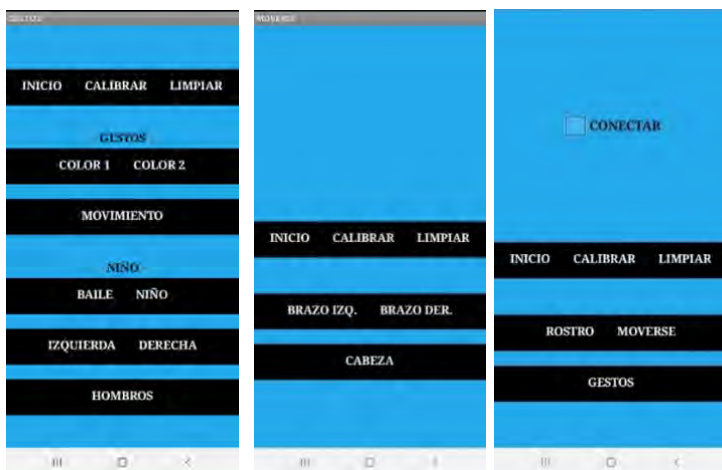 GESTOS
INICIO CALIBRAR LIMPIAR
GESTOS
COLOR 1 COLOR 2
MOVIMIENTO
NIÑO
BAILE NIÑO
IZQUIERDA DERECHA
HOMBROS
MOVERSE
INICIO CALIBRAR LIMPIAR
BRAZO IZQ. BRAZO DER.
CABEZA
CONECTAR
INICIO CALIBRAR LIMPIAR
ROSTRO MOVERSE
GESTOS